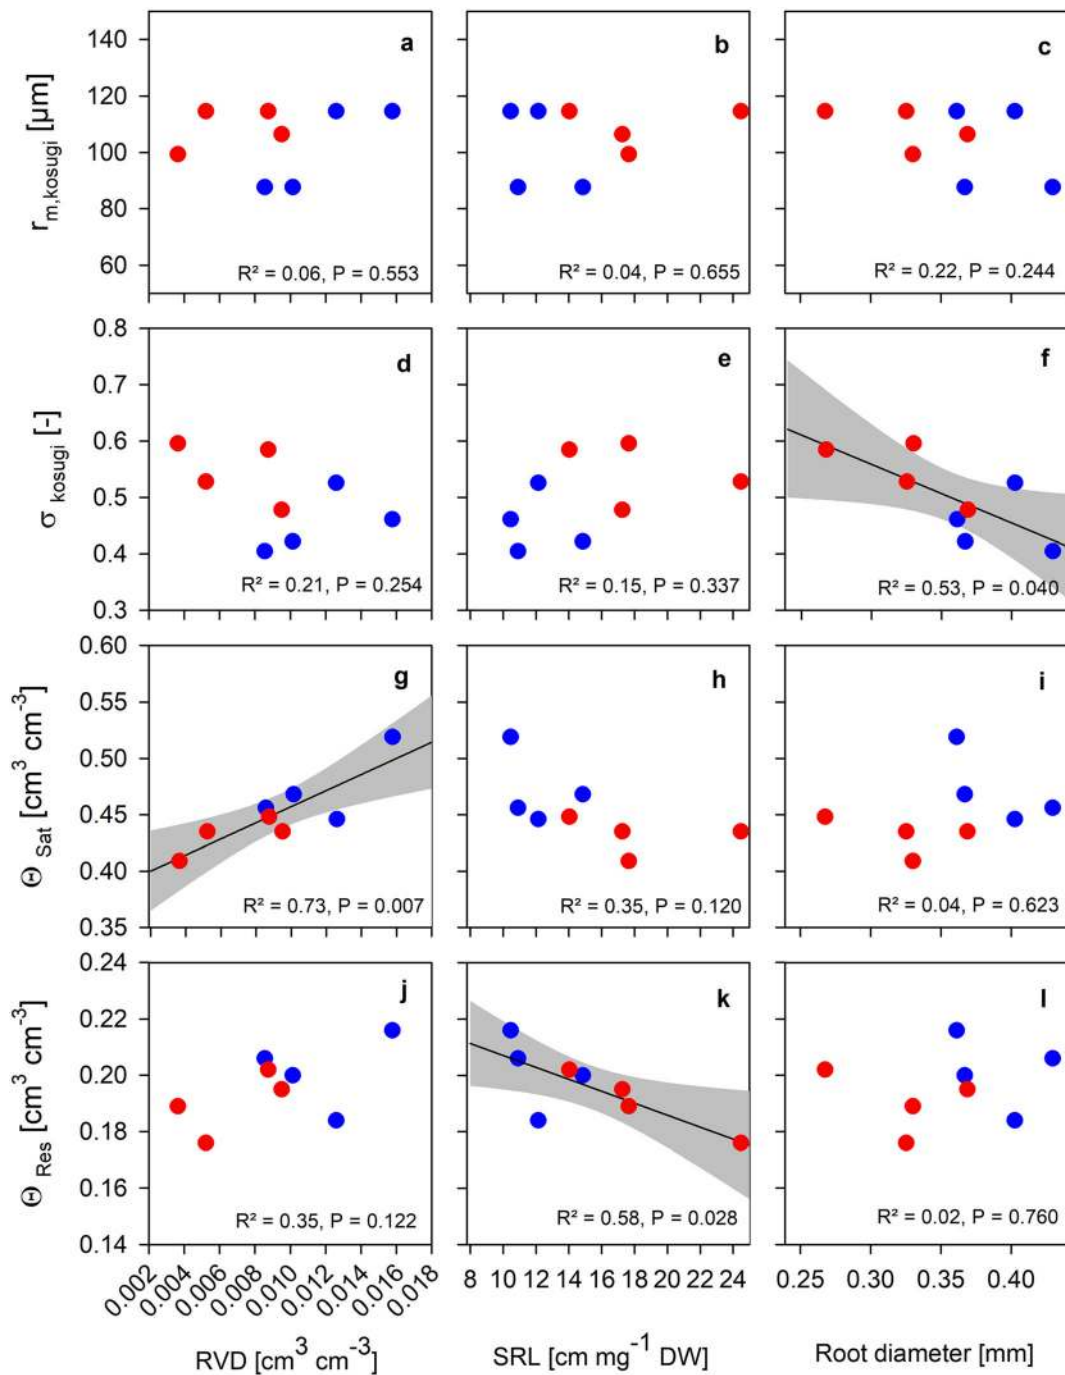 140
120
100
80
60
r m,kosugi [µm]
a
R² = 0.06, P = 0.553
b
R² = 0.04, P = 0.655
c
R² = 0.22, P = 0.244
0.8
0.7
0.6
0.5
0.4
0.3
σ kosugi [-]
d
R² = 0.21, P = 0.254
e
R² = 0.15, P = 0.337
f
R² = 0.53, P = 0.040
0.60
0.55
0.50
0.45
0.40
0.35
Θ Sat [cm³ cm⁻³]
g
R² = 0.73, P = 0.007
h
R² = 0.35, P = 0.120
i
R² = 0.04, P = 0.623
0.24
0.22
0.20
0.18
0.16
0.14
Θ Res [cm³ cm⁻³]
j
R² = 0.35, P = 0.122
k
R² = 0.58, P = 0.028
l
R² = 0.02, P = 0.760
0.002 0.004 0.006 0.008 0.010 0.012 0.014 0.016 0.018
8 10 12 14 16 18 20 22 24
0.25 0.30 0.35 0.40
RVD [cm³ cm⁻³]
SRL [cm mg⁻¹ DW]
Root diameter [mm]